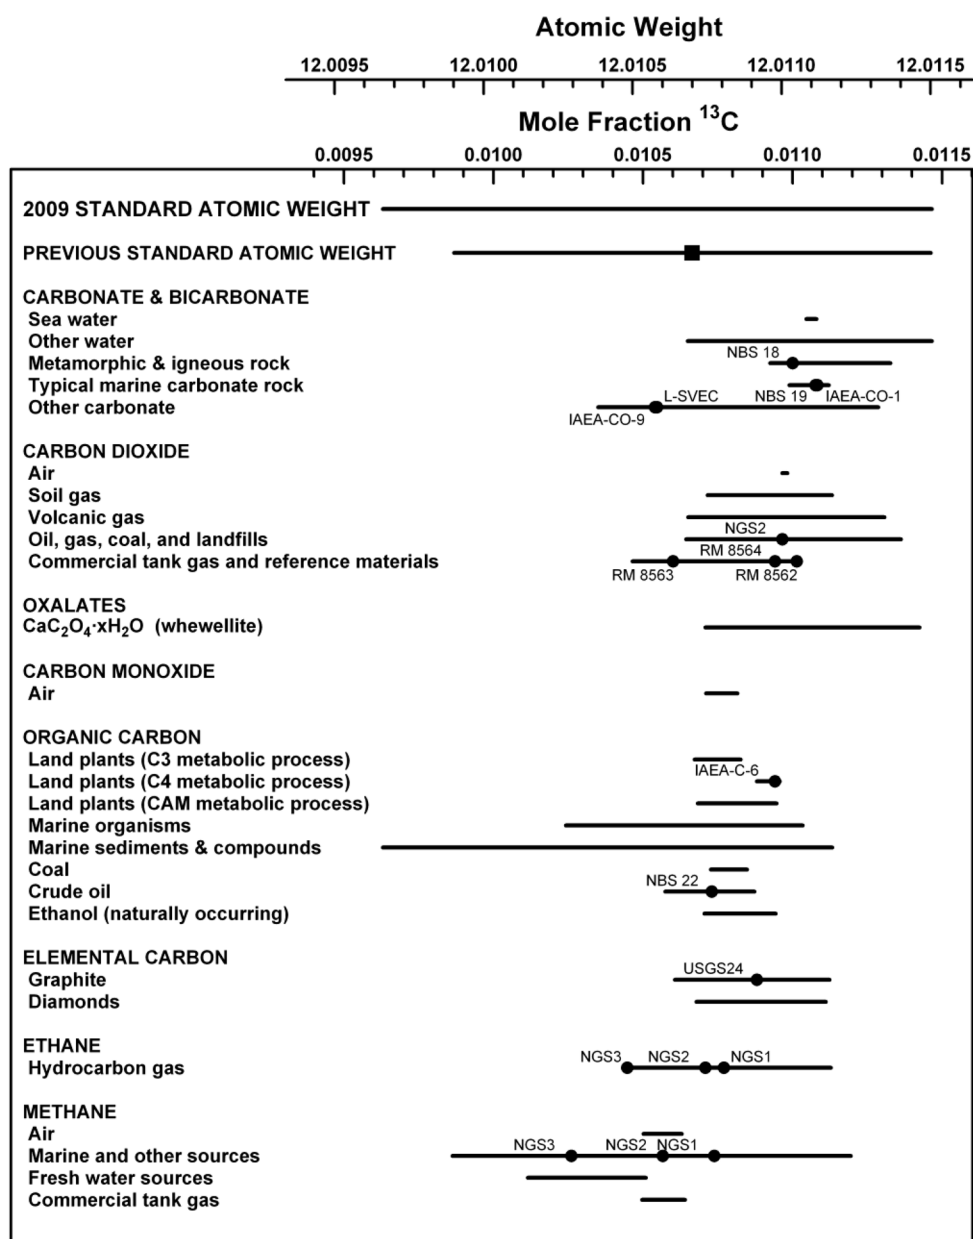 Atomic Weight
12.0095 12.0100 12.0105 12.0110 12.0115
Mole Fraction ¹³C
0.0095 0.0100 0.0105 0.0110 0.0115
2009 STANDARD ATOMIC WEIGHT
PREVIOUS STANDARD ATOMIC WEIGHT
CARBONATE & BICARBONATE
Sea water
Other water
Metamorphic & igneous rock NBS 18
Typical marine carbonate rock NBS 19 IAEA-CO-1
Other carbonate IAEA-CO-9 L-SVEC
CARBON DIOXIDE
Air
Soil gas
Volcanic gas
Oil, gas, coal, and landfills NGS2
Commercial tank gas and reference materials RM 8563 RM 8564 RM 8562
OXALATES
CaC₂O₄·xH₂O (whewellite)
CARBON MONOXIDE
Air
ORGANIC CARBON
Land plants (C3 metabolic process)
Land plants (C4 metabolic process) IAEA-C-6
Land plants (CAM metabolic process)
Marine organisms
Marine sediments & compounds
Coal
Crude oil NBS 22
Ethanol (naturally occurring)
ELEMENTAL CARBON
Graphite USGS24
Diamonds
ETHANE
Hydrocarbon gas NGS3 NGS2 NGS1
METHANE
Air
Marine and other sources NGS3 NGS2 NGS1
Fresh water sources
Commercial tank gas